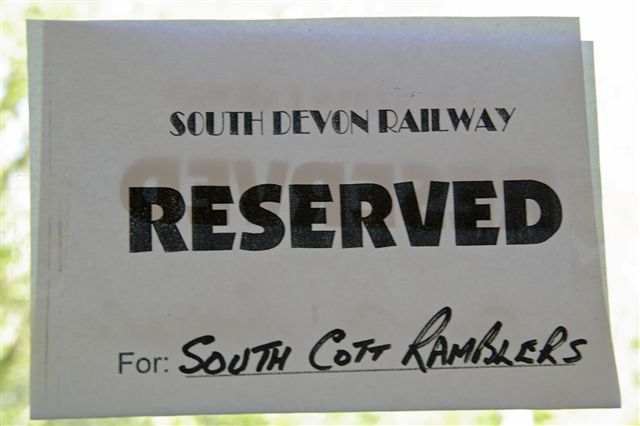 SOUTH DEVON RAILWAY
RESERVED
For: SOUTH COTT RAMBLERS